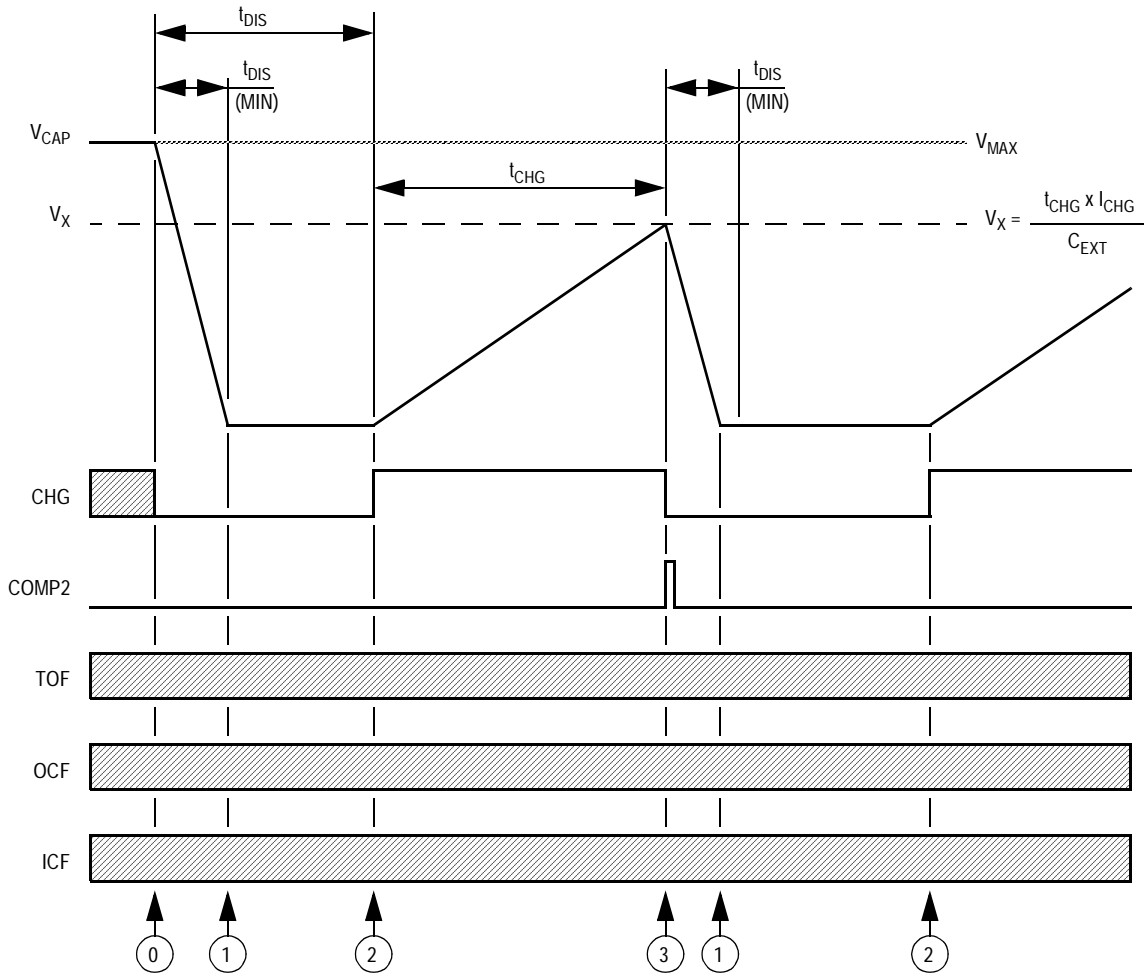 tDIS
tDIS
(MIN)
tDIS
(MIN)
VCAP
VMAX
tCHG
VX
VX = tCHG x ICHG
CEXT
CHG
COMP2
TOF
OCF
ICF
0 1 2 3 1 2